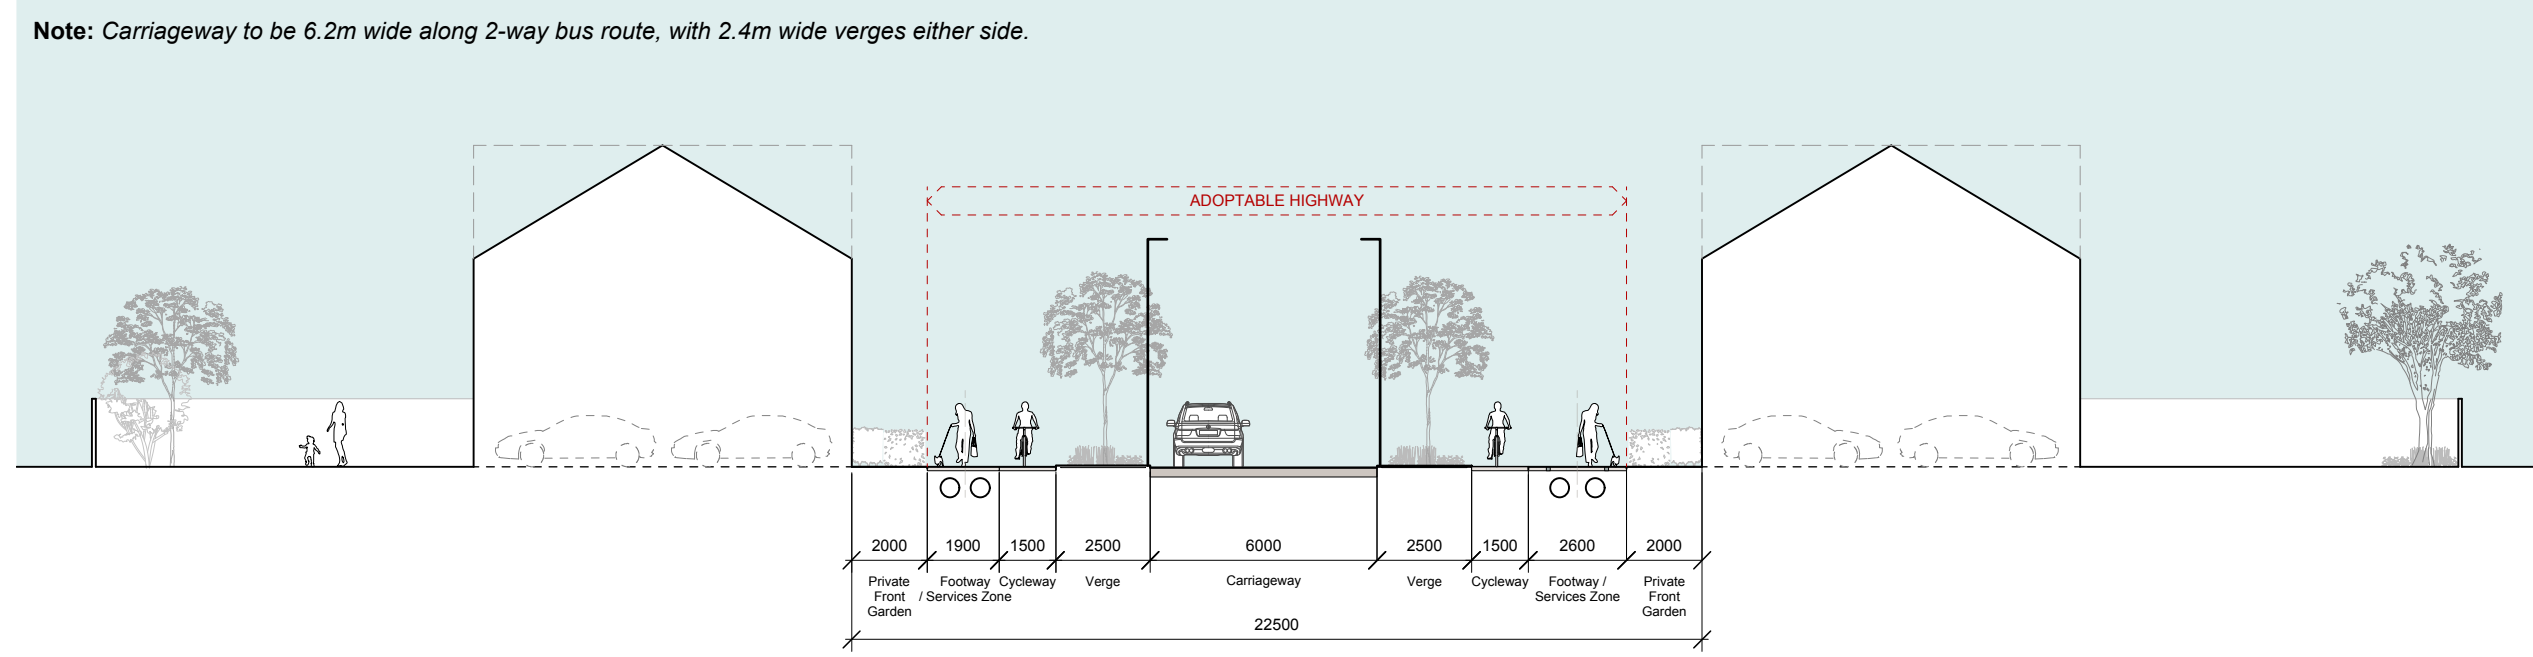 Note: Carriageway to be 6.2m wide along 2-way bus route, with 2.4m wide verges either side.
ADOPTABLE HIGHWAY
2000 1900 1500 2500 6000 2500 1500 2600 2000
Private Footway Cycleway Verge Carriageway Verge Cycleway Footway / Private
Front / Services Zone Services Zone Front
Garden Garden
22500